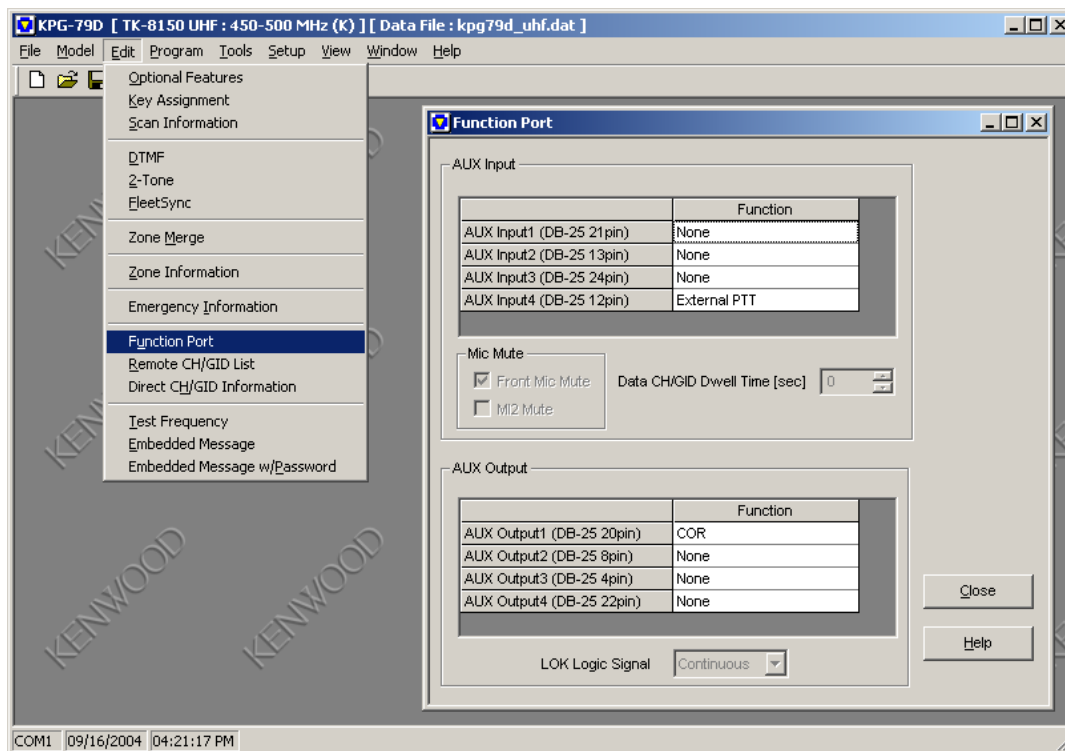 KPG-79D [ TK-8150 UHF : 450-500 MHz (K) ] [ Data File : kpg79d_uhf.dat ]
File Model Edit Program Tools Setup View Window Help
Optional Features
Key Assignment
Scan Information
DTMF
2-Tone
FleetSync
Zone Merge
Zone Information
Emergency Information
Function Port
Remote CH/GID List
Direct CH/GID Information
Test Frequency
Embedded Message
Embedded Message w/Password
KENWOOD
KENWOOD
Function Port
AUX Input
Function
AUX Input1 (DB-25 21pin) None
AUX Input2 (DB-25 13pin) None
AUX Input3 (DB-25 24pin) None
AUX Input4 (DB-25 12pin) External PTT
Mic Mute
Front Mic Mute
MI2 Mute
Data CH/GID Dwell Time [sec] 0
AUX Output
Function
AUX Output1 (DB-25 20pin) COR
AUX Output2 (DB-25 8pin) None
AUX Output3 (DB-25 4pin) None
AUX Output4 (DB-25 22pin) None
LOK Logic Signal Continuous
Close
Help
COM1 09/16/2004 04:21:17 PM